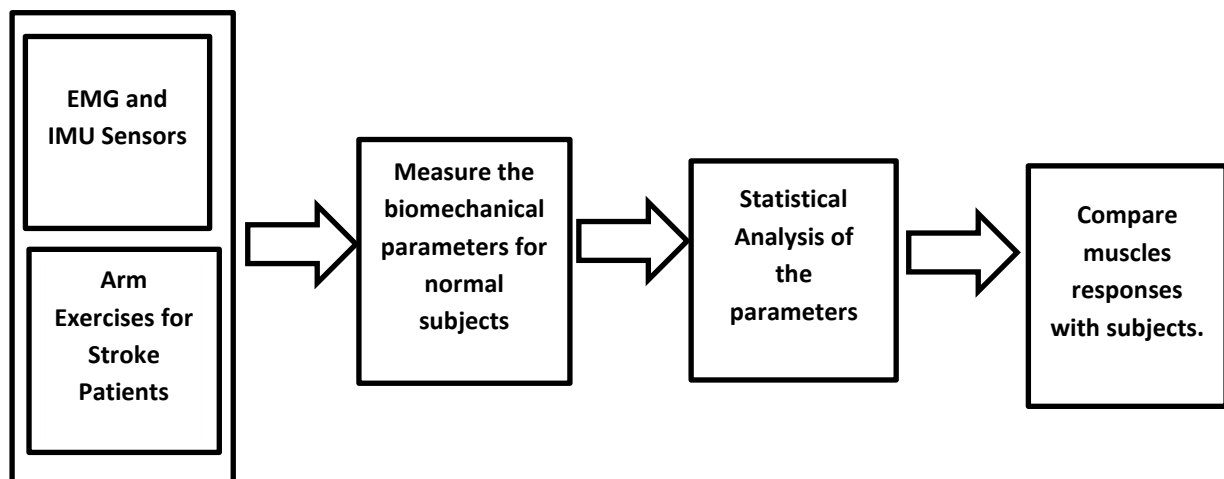 EMG and
IMU Sensors
Arm
Exercises for
Stroke
Patients
Measure the
biomechanical
parameters for
normal
subjects
Statistical
Analysis of
the
parameters
Compare
muscles
responses
with subjects.